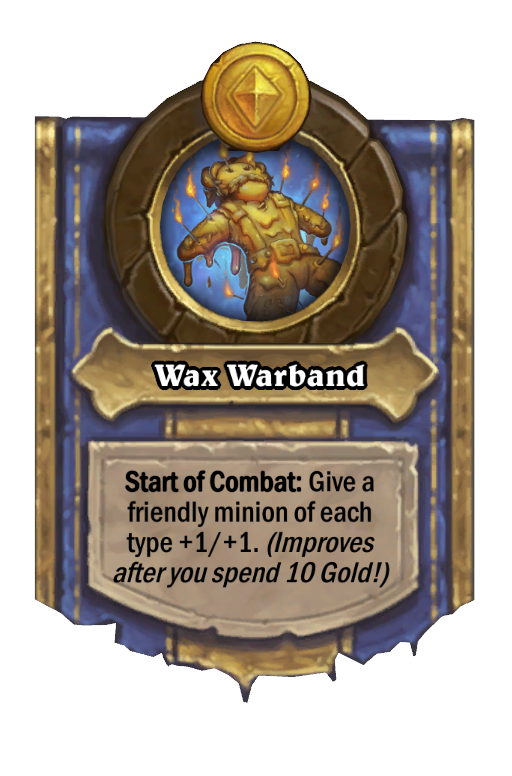 Wax Warband
Start of Combat: Give a
friendly minion of each
type +1/+1. (Improves
after you spend 10 Gold!)